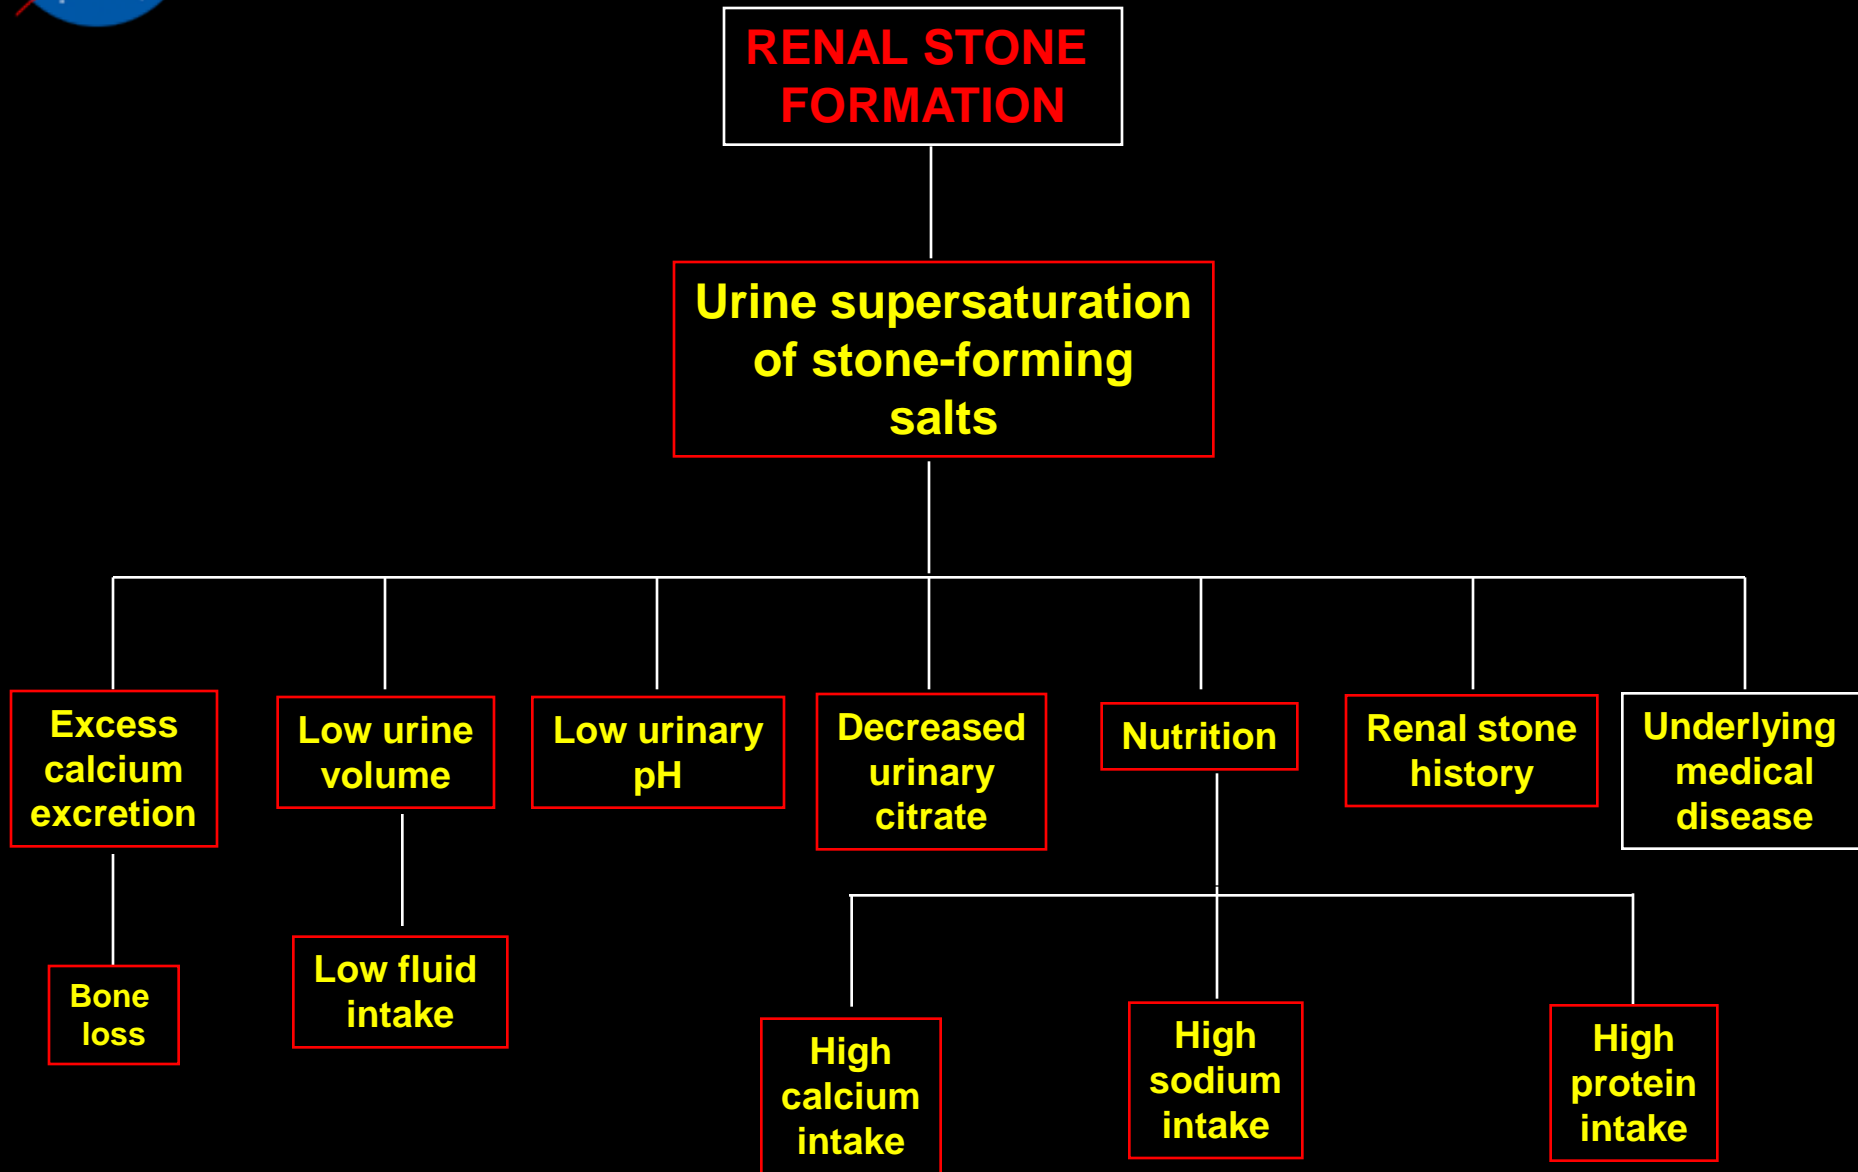 RENAL STONE
FORMATION
Urine supersaturation
of stone-forming
salts
Excess
calcium
excretion
Low urine
volume
Low urinary
pH
Decreased
urinary
citrate
Nutrition
Renal stone
history
Underlying
medical
disease
Bone
loss
Low fluid
intake
High
calcium
intake
High
sodium
intake
High
protein
intake